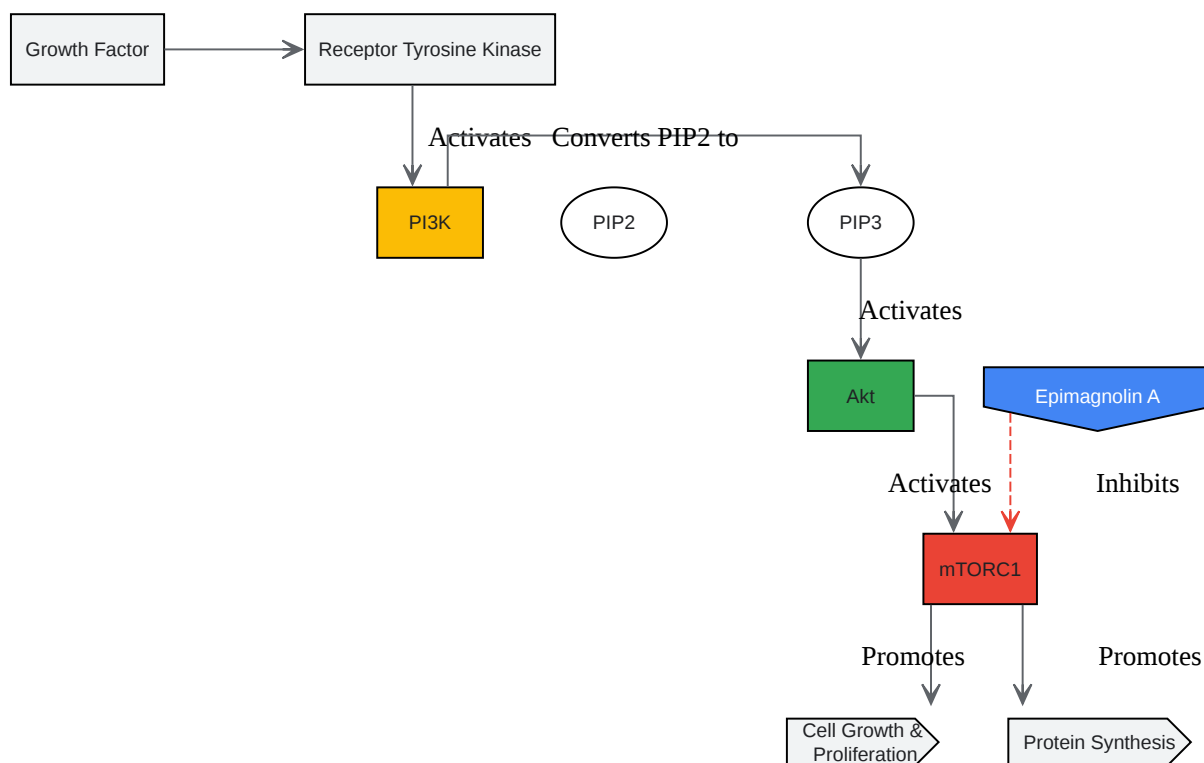 Growth Factor
Receptor Tyrosine Kinase
Activates
Converts PIP2 to
PI3K
PIP2
PIP3
Activates
Akt
Epimagnolin A
Activates
Inhibits
mTORC1
Promotes
Promotes
Cell Growth &
Proliferation
Protein Synthesis